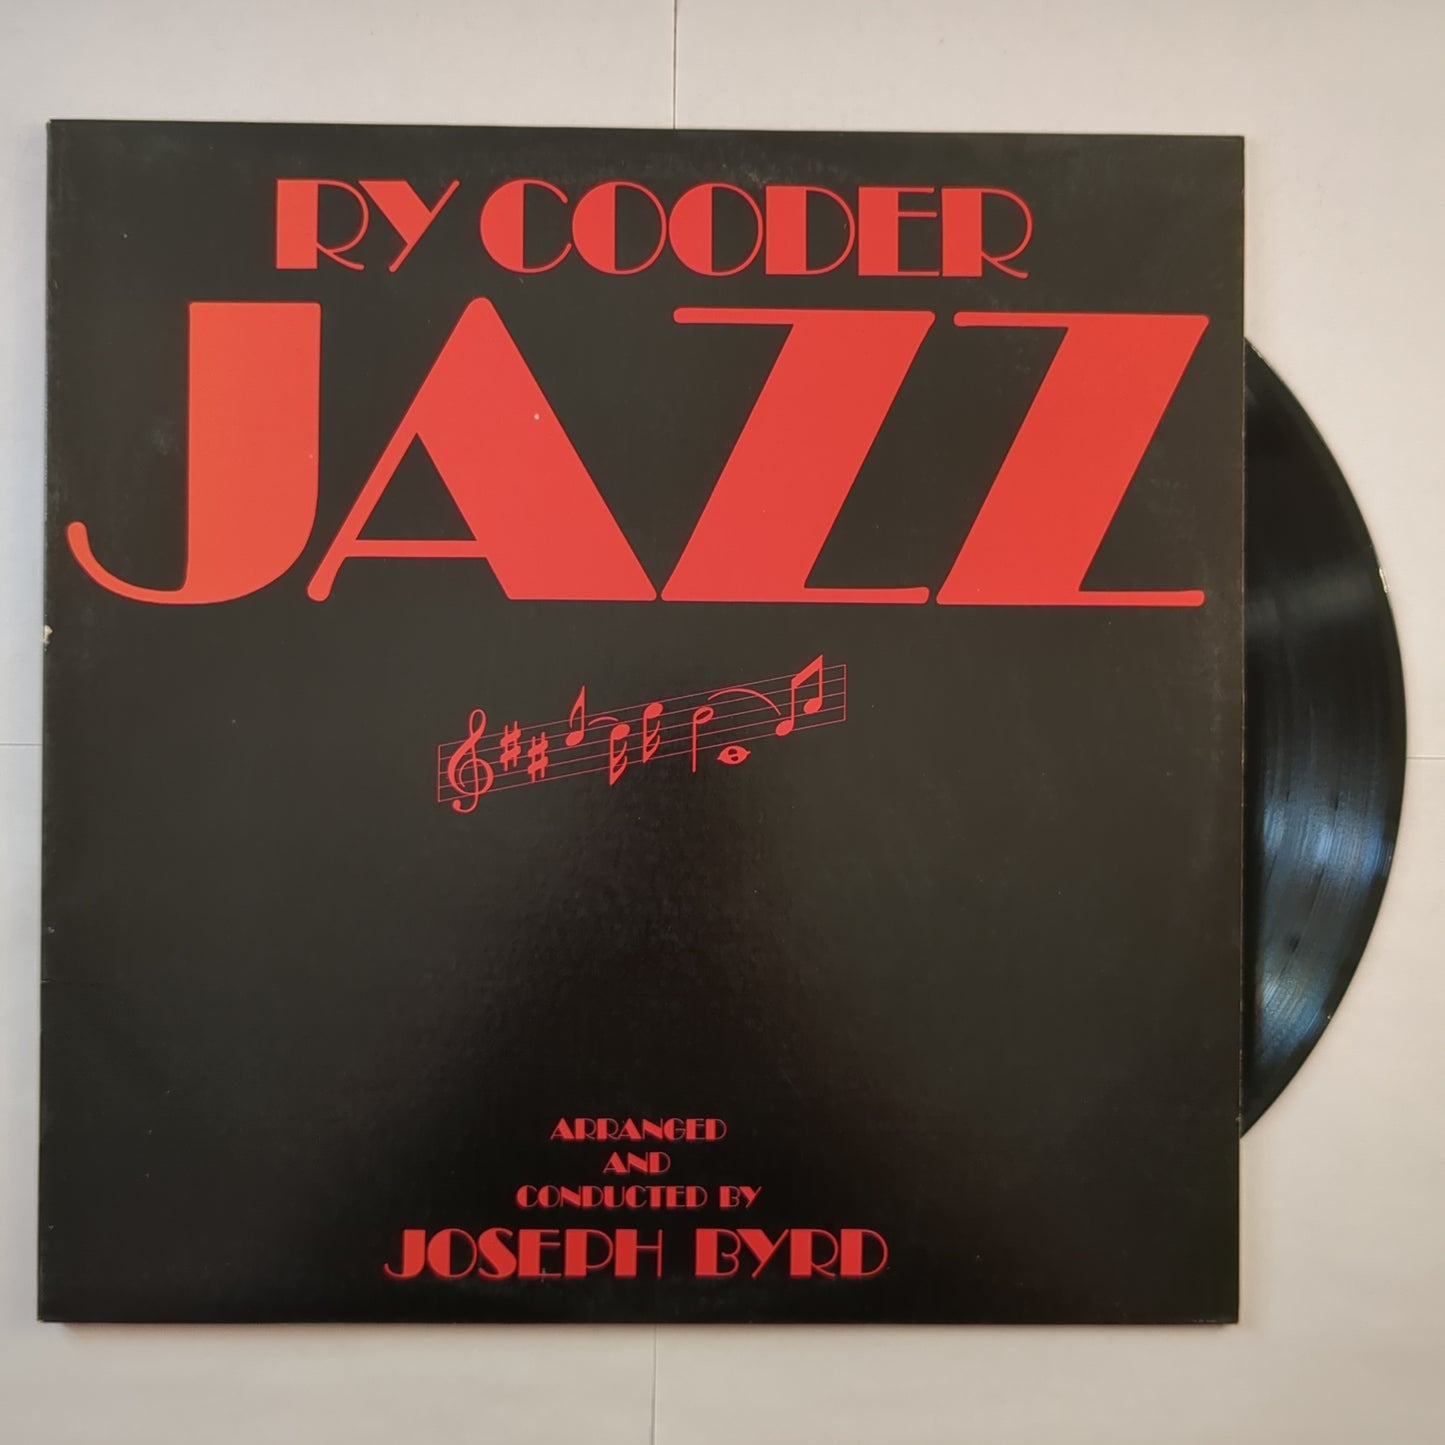 RY COODER
JAZZ
ARRANGED
AND
CONDUCTED BY
JOSEPH BYRD